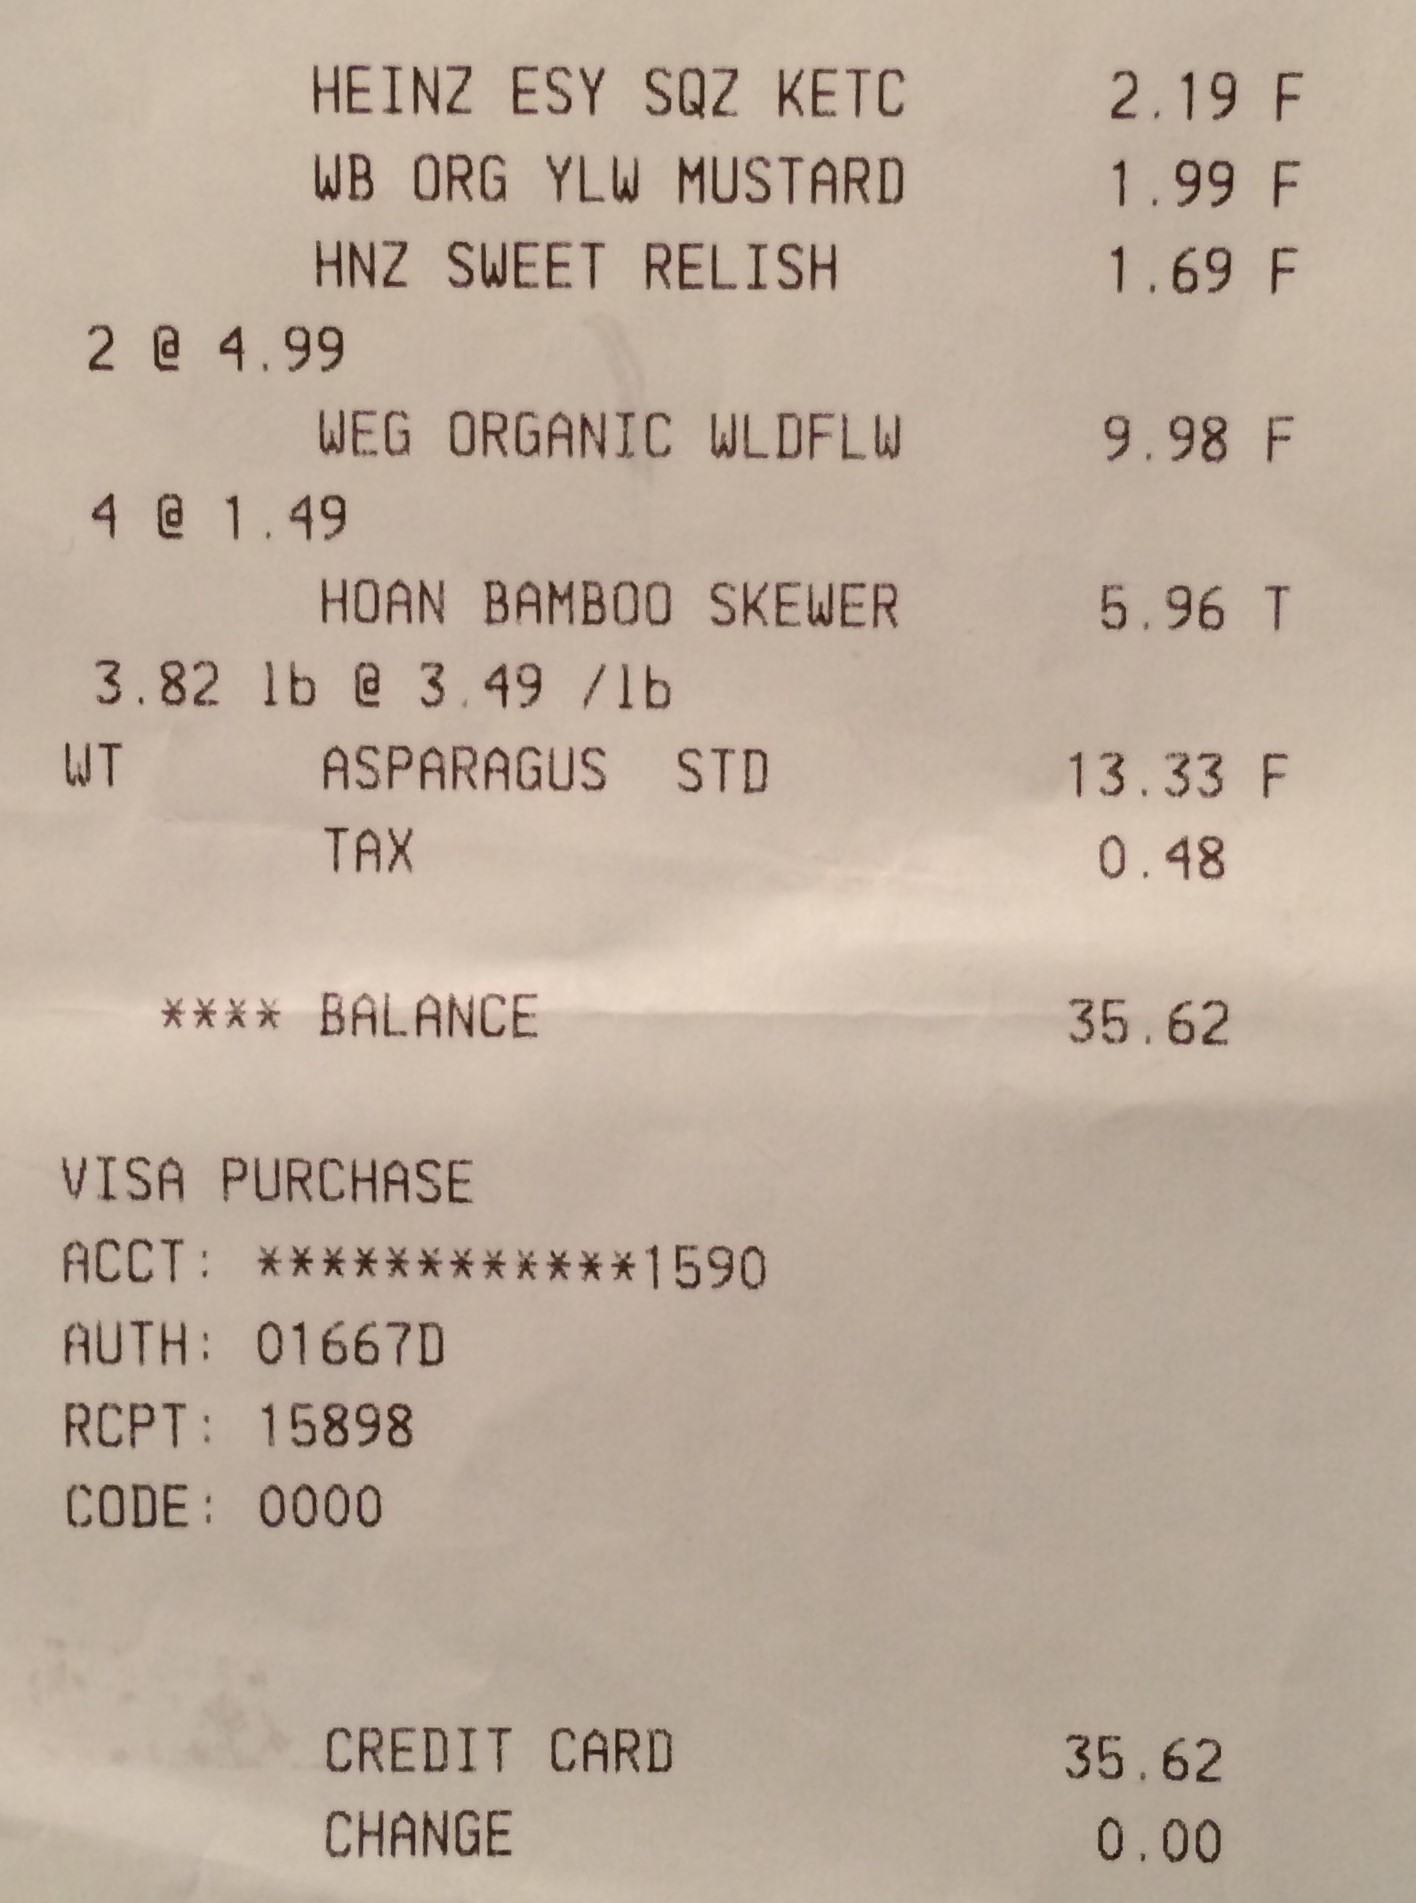 HEINZ ESY SQZ KETC 2.19 F
WB ORG YLW MUSTARD 1.99 F
HNZ SWEET RELISH 1.69 F
2 @ 4.99
WEG ORGANIC WLDFLW 9.98 F
4 @ 1.49
HOAN BAMBOO SKEWER 5.96 T
3.82 lb @ 3.49 /lb
WT ASPARAGUS STD 13.33 F
TAX 0.48
**** BALANCE 35.62
VISA PURCHASE
ACCT: ************1590
AUTH: 01667D
RCPT: 15898
CODE: 0000
CREDIT CARD 35.62
CHANGE 0.00